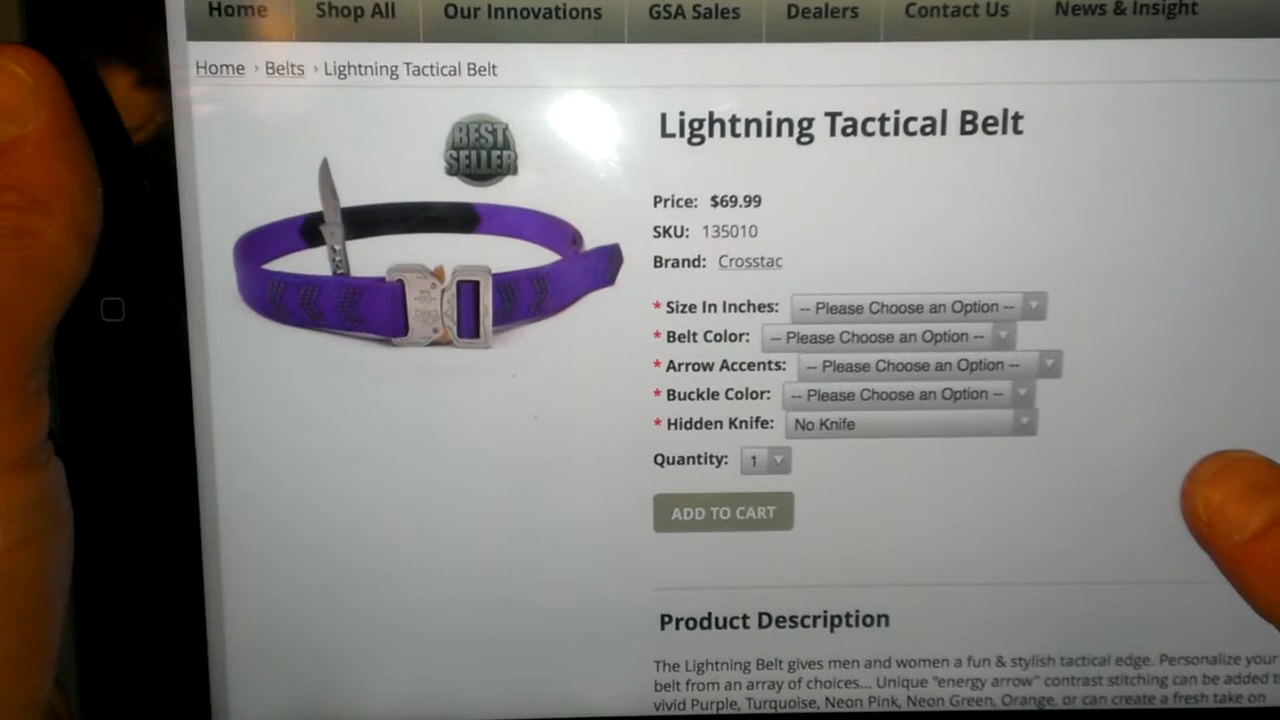 Home Shop All Our Innovations GSA Sales Dealers Contact Us News & Insight
Home › Belts › Lightning Tactical Belt
BEST
SELLER
Lightning Tactical Belt
Price: $69.99
SKU: 135010
Brand: Crosstac
* Size In Inches: -- Please Choose an Option --
* Belt Color: -- Please Choose an Option --
* Arrow Accents: -- Please Choose an Option --
* Buckle Color: -- Please Choose an Option --
* Hidden Knife: No Knife
Quantity: 1
ADD TO CART
Product Description
The Lightning Belt gives men and women a fun & stylish tactical edge. Personalize your
belt from an array of choices... Unique "energy arrow" contrast stitching can be added
vivid Purple, Turquoise, Neon Pink, Neon Green, Orange, or can create a fresh take on